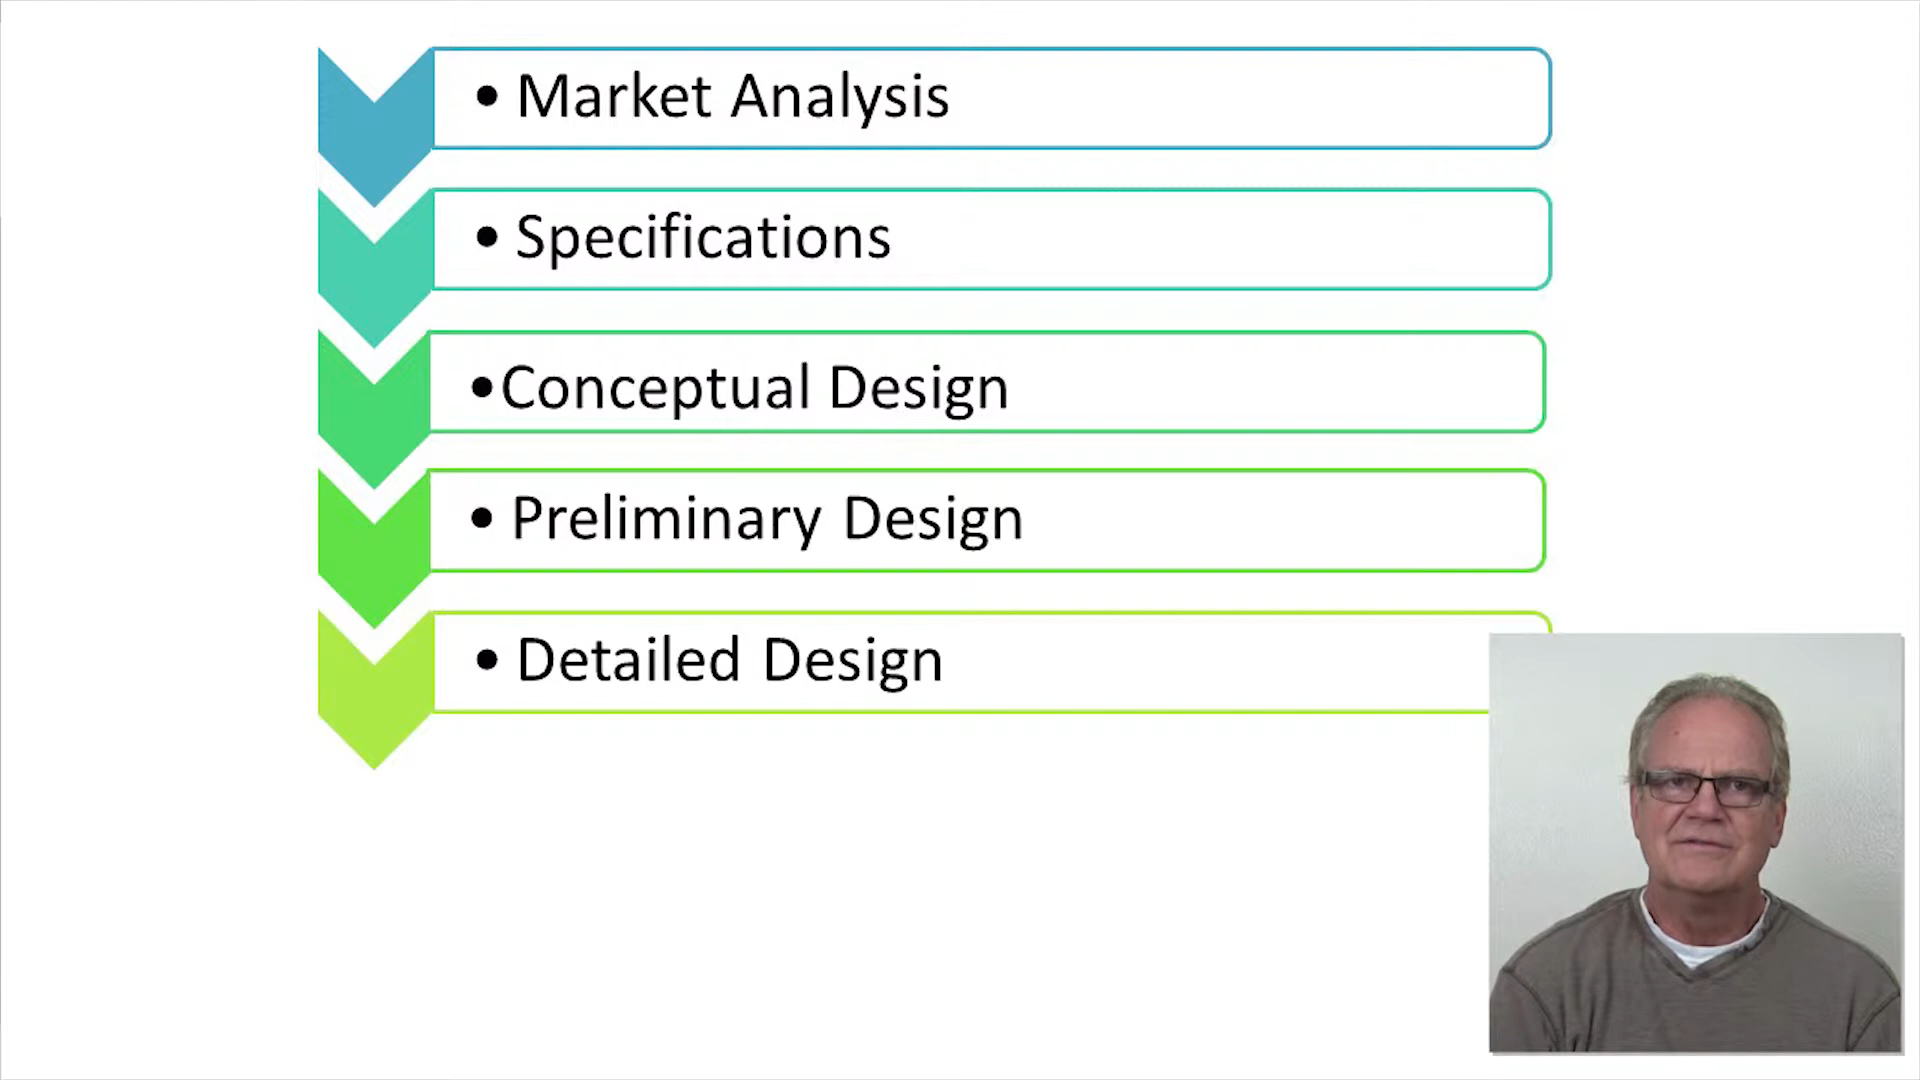 • Market Analysis
• Specifications
•Conceptual Design
• Preliminary Design
• Detailed Design